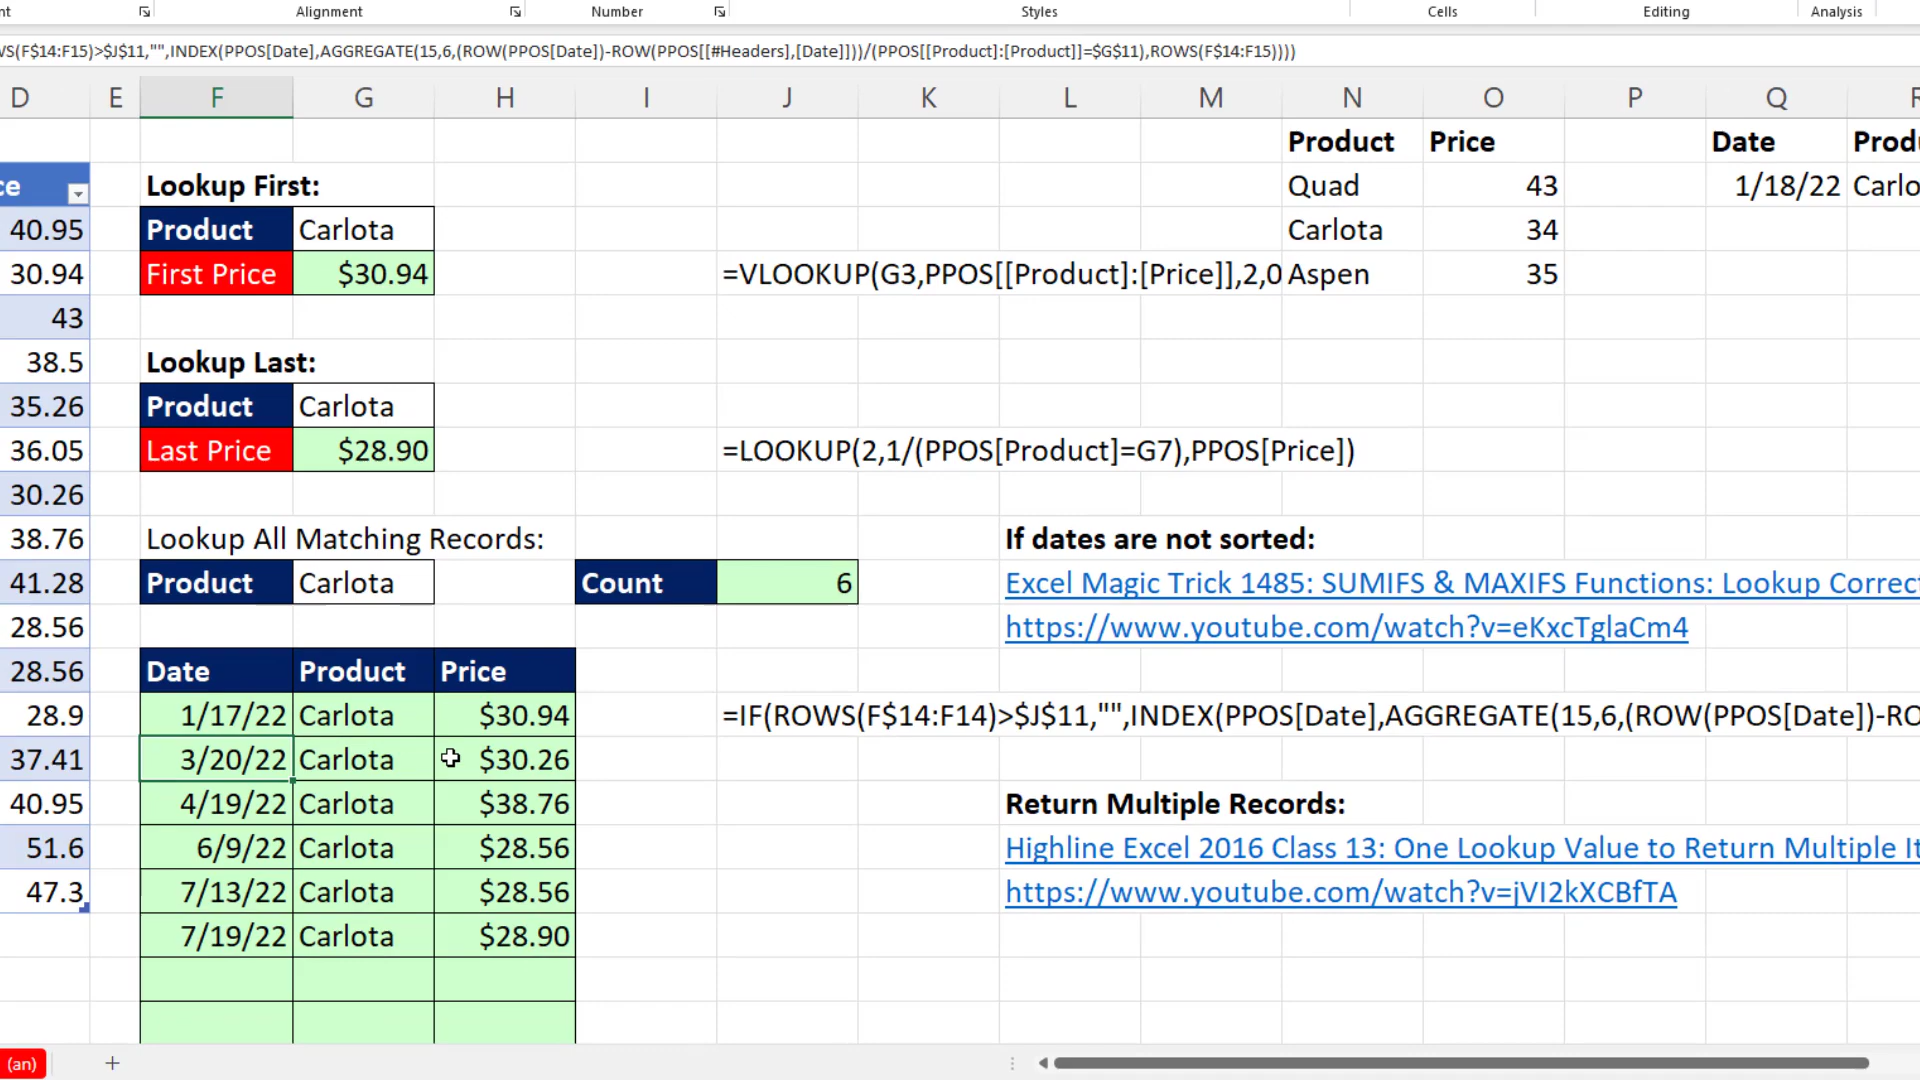 nt Alignment Number Styles Cells Editing Analysis
WS(F$14:F15)>$J$11,"",INDEX(PPOS[Date],AGGREGATE(15,6,(ROW(PPOS[Date])-ROW(PPOS[[#Headers],[Date]]))/(PPOS[[Product]:[Product]]=$G$11),ROWS(F$14:F15))))
D E F G H I J K L M N O P Q R
Product Price Date Produ
ce Lookup First: Quad 43 1/18/22 Carlo
40.95 Product Carlota Carlota 34
30.94 First Price $30.94 =VLOOKUP(G3,PPOS[[Product]:[Price]],2,0 Aspen 35
43
38.5 Lookup Last:
35.26 Product Carlota
36.05 Last Price $28.90 =LOOKUP(2,1/(PPOS[Product]=G7),PPOS[Price])
30.26
38.76 Lookup All Matching Records: If dates are not sorted:
41.28 Product Carlota Count 6 Excel Magic Trick 1485: SUMIFS & MAXIFS Functions: Lookup Correct
28.56 https://www.youtube.com/watch?v=eKxcTglaCm4
28.56 Date Product Price
28.9 1/17/22 Carlota $30.94 =IF(ROWS(F$14:F14)>$J$11,"",INDEX(PPOS[Date],AGGREGATE(15,6,(ROW(PPOS[Date])-RO
37.41 3/20/22 Carlota $30.26
40.95 4/19/22 Carlota $38.76 Return Multiple Records:
51.6 6/9/22 Carlota $28.56 Highline Excel 2016 Class 13: One Lookup Value to Return Multiple It
47.3 7/13/22 Carlota $28.56 https://www.youtube.com/watch?v=jVI2kXCBfTA
7/19/22 Carlota $28.90
(an)